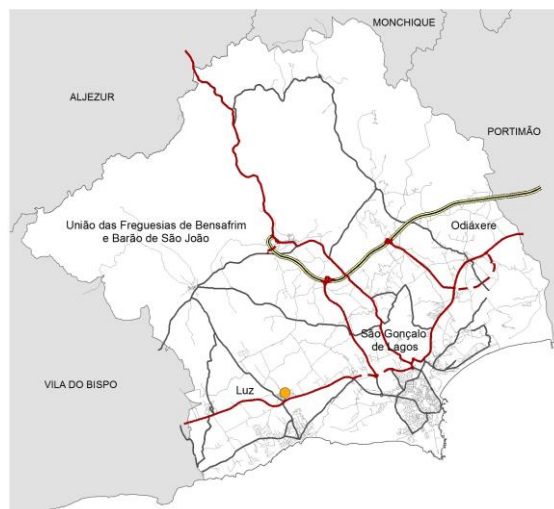 MONCHIQUE
ALJEZUR
PORTIMÃO
União das Freguesias de Bensafrim
e Barão de São João
Odiáxere
São Gonçalo
de Lagos
VILA DO BISPO
Luz